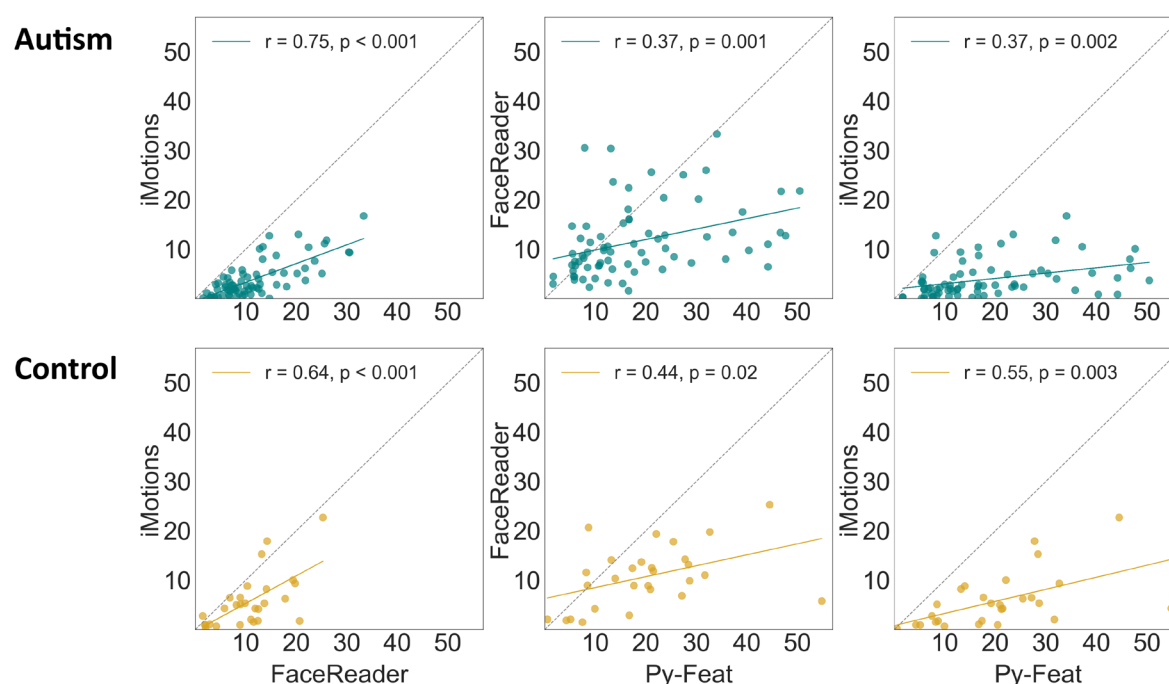 Autism
r = 0.75, p < 0.001
iMotions
50
40
30
20
10
10 20 30 40 50
r = 0.37, p = 0.001
FaceReader
50
40
30
20
10
10 20 30 40 50
r = 0.37, p = 0.002
iMotions
50
40
30
20
10
10 20 30 40 50
Control
r = 0.64, p < 0.001
iMotions
50
40
30
20
10
10 20 30 40 50
FaceReader
r = 0.44, p = 0.02
FaceReader
50
40
30
20
10
10 20 30 40 50
Py-Feat
r = 0.55, p = 0.003
iMotions
50
40
30
20
10
10 20 30 40 50
Py-Feat